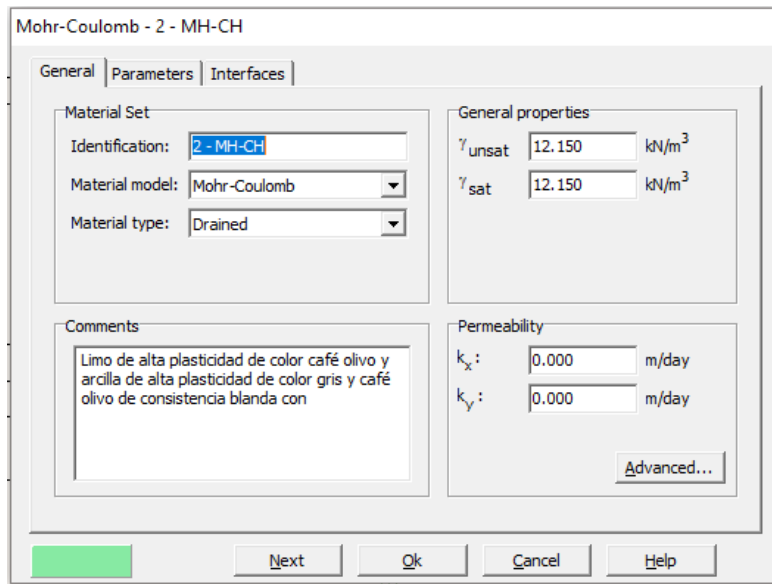 Mohr-Coulomb - 2 - MH-CH
General Parameters Interfaces
Material Set
Identification: 2 - MH-CH
Material model: Mohr-Coulomb
Material type: Drained
General properties
γunsat 12.150 kN/m³
γsat 12.150 kN/m³
Comments
Limo de alta plasticidad de color café olivo y
arcilla de alta plasticidad de color gris y café
olivo de consistencia blanda con
Permeability
kx : 0.000 m/day
ky : 0.000 m/day
Advanced...
Next Ok Cancel Help